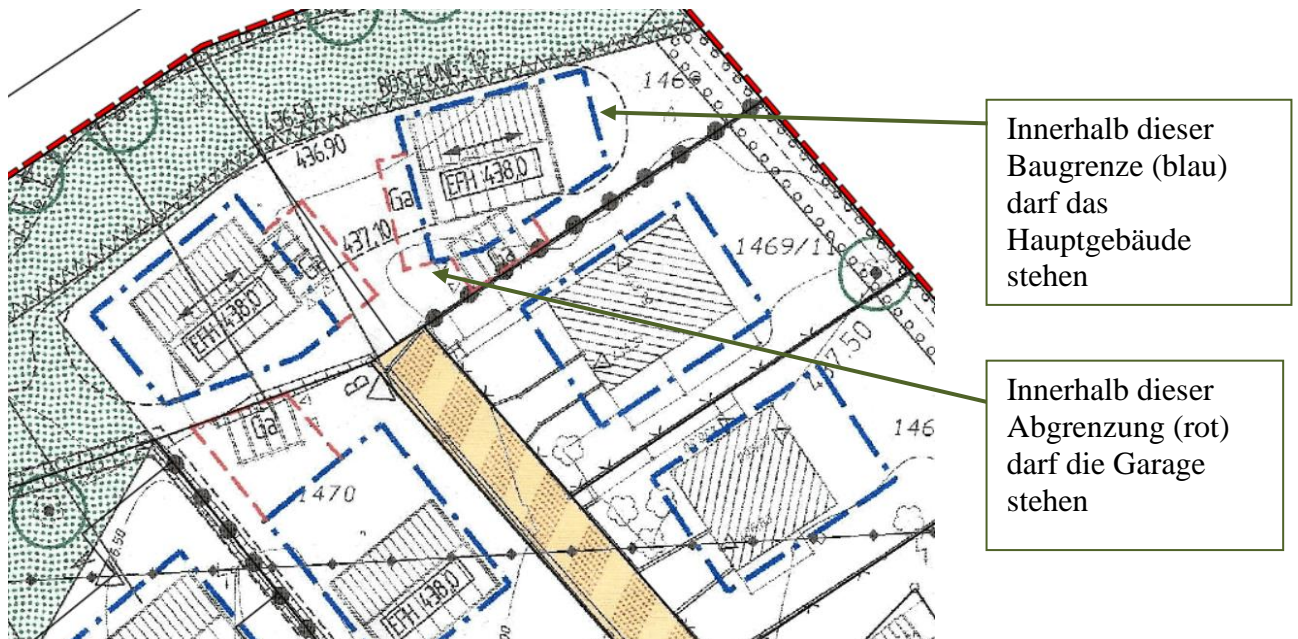 BÖSCHUNG 1:2
1469
436.50
436.90
EFH 438.0
Ga
437.10
Ga
1469/11
Ga
EFH 438.0
437.50
B
146
Ga
1470
EFH 438.0
Innerhalb dieser
Baugrenze (blau)
darf das
Hauptgebäude
stehen
Innerhalb dieser
Abgrenzung (rot)
darf die Garage
stehen